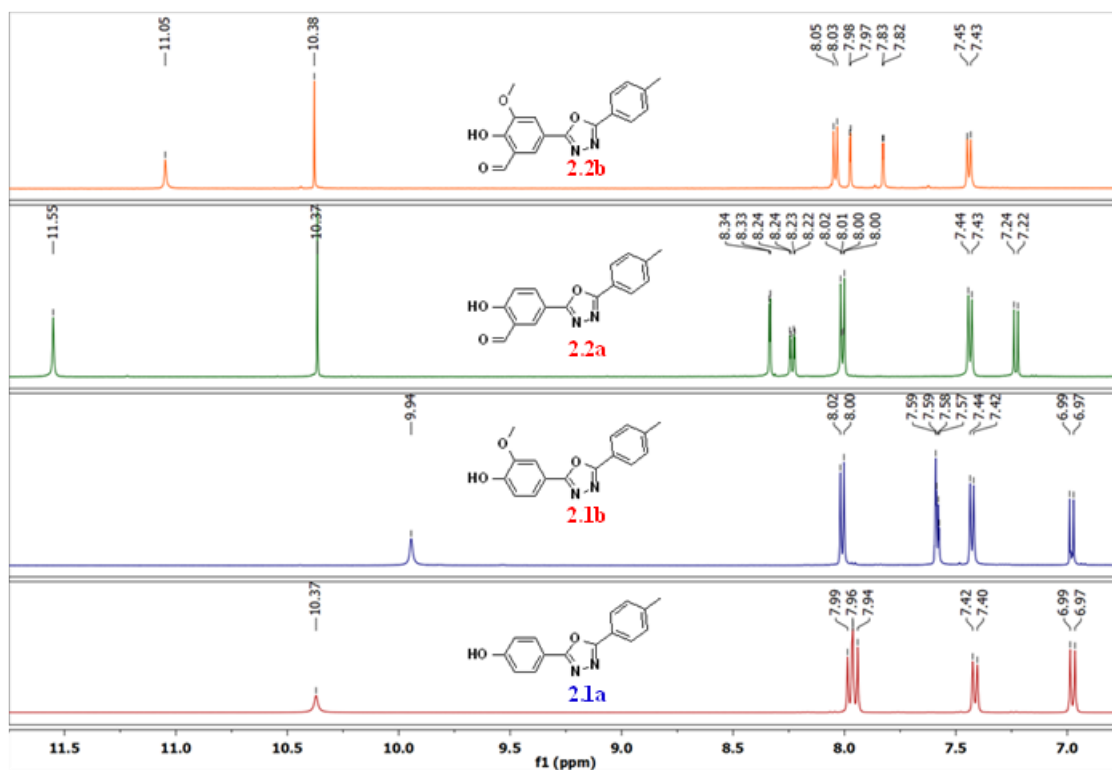 11.05 10.38 8.05 8.03 7.98 7.97 7.83 7.82 7.45 7.43
O O
HO N-N
O
2.2b
11.55 10.37 8.34 8.33 8.24 8.24 8.23 8.22 8.02 8.01 8.00 8.00 7.44 7.43 7.24 7.22
O
HO N-N
O
2.2a
9.94 8.02 8.00 7.59 7.59 7.58 7.57 7.44 7.42 6.99 6.97
O O
HO N-N
2.1b
10.37 7.99 7.96 7.94 7.42 7.40 6.99 6.97
O
HO N-N
2.1a
11.5 11.0 10.5 10.0 9.5 9.0 8.5 8.0 7.5 7.0
f1 (ppm)